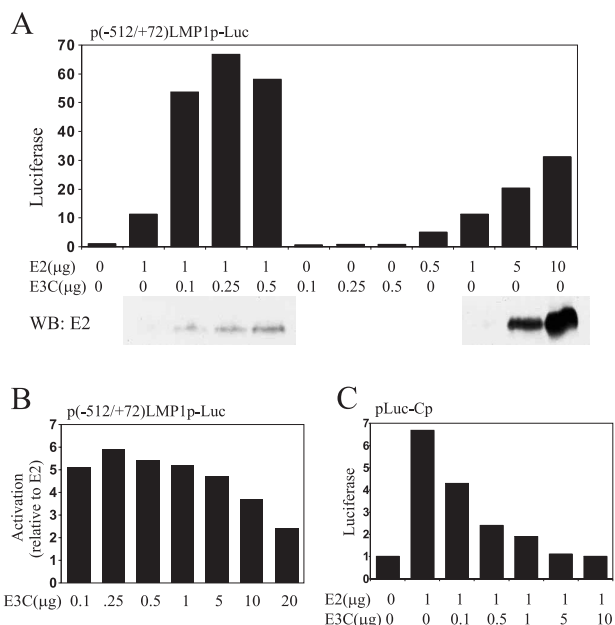 A
p(-512/+72)LMP1p-Luc
70
60
50
40
30
20
10
0
Luciferase
E2(μg) 0 1 1 1 1 0 0 0 0.5 1 5 10
E3C(μg) 0 0 0.1 0.25 0.5 0.1 0.25 0.5 0 0 0 0
WB: E2
B
p(-512/+72)LMP1p-Luc
7
6
5
4
3
2
1
0
Activation
(relative to E2)
E3C(μg) 0.1 .25 0.5 1 5 10 20
C
pLuc-Cp
7
6
5
4
3
2
1
0
Luciferase
E2(μg) 0 1 1 1 1 1 1
E3C(μg) 0 0 0.1 0.5 1 5 10